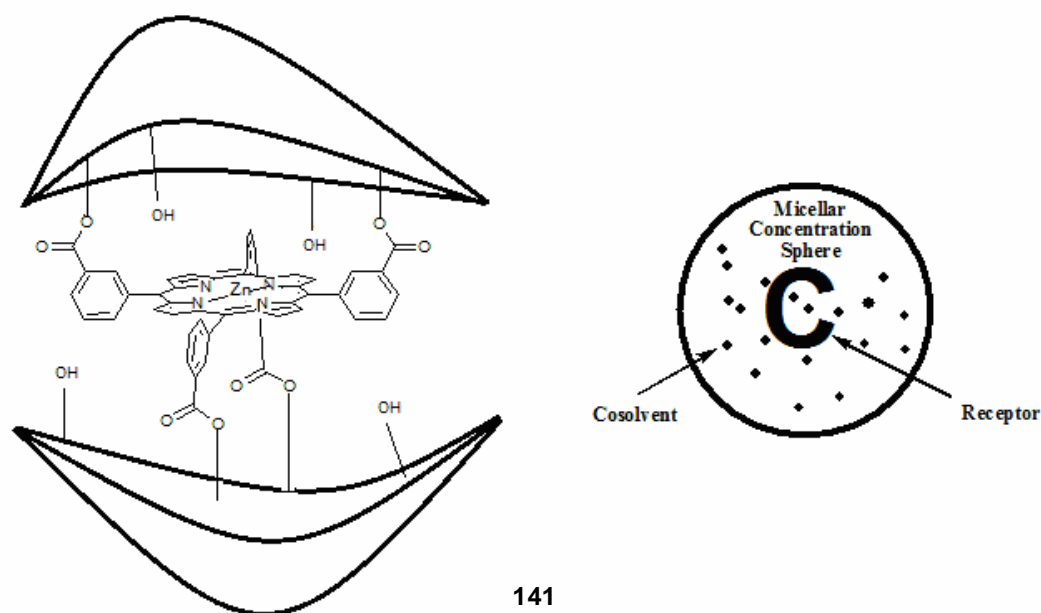 OH
OH
O
O
O
O
N
N
Zn
N
N
OH
O
O
O
O
OH
Micellar
Concentration
Sphere
C
Cosolvent
Receptor
141